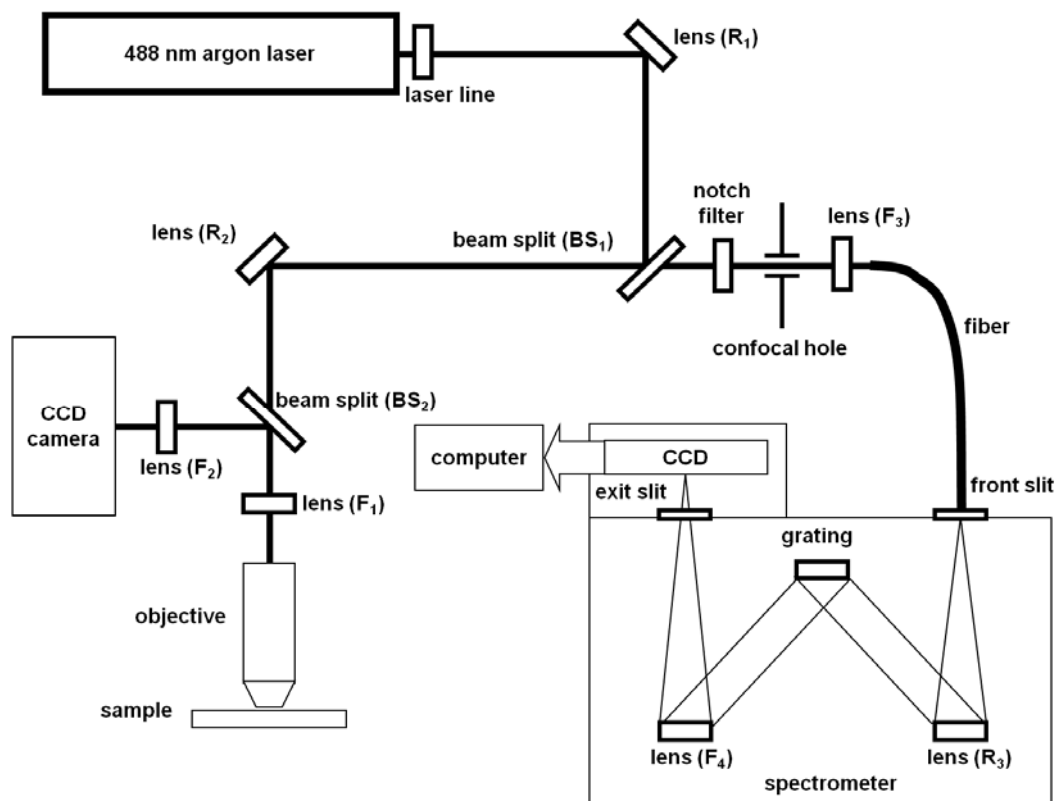 488 nm argon laser
lens (R₁)
laser line
notch
filter
lens (F₃)
lens (R₂)
beam split (BS₁)
fiber
confocal hole
CCD
camera
beam split (BS₂)
lens (F₂)
computer
CCD
exit slit
front slit
lens (F₁)
grating
objective
sample
lens (F₄)
lens (R₃)
spectrometer